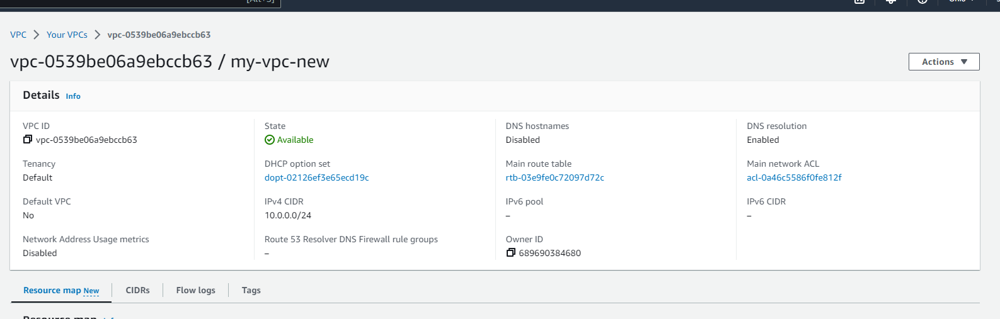 [Alt+S]
Ohio
VPC > Your VPCs > vpc-0539be06a9ebccb63
vpc-0539be06a9ebccb63 / my-vpc-new
Actions
Details Info
VPC ID
vpc-0539be06a9ebccb63
State
Available
DNS hostnames
Disabled
DNS resolution
Enabled
Tenancy
Default
DHCP option set
dopt-02126ef3e65ecd19c
Main route table
rtb-03e9fe0c72097d72c
Main network ACL
acl-0a46c5586f0fe812f
Default VPC
No
IPv4 CIDR
10.0.0.0/24
IPv6 pool
–
IPv6 CIDR
–
Network Address Usage metrics
Disabled
Route 53 Resolver DNS Firewall rule groups
–
Owner ID
689690384680
Resource map New
CIDRs
Flow logs
Tags
Resource map